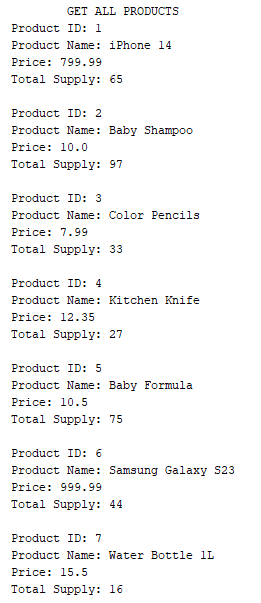 GET ALL PRODUCTS
Product ID: 1
Product Name: iPhone 14
Price: 799.99
Total Supply: 65
Product ID: 2
Product Name: Baby Shampoo
Price: 10.0
Total Supply: 97
Product ID: 3
Product Name: Color Pencils
Price: 7.99
Total Supply: 33
Product ID: 4
Product Name: Kitchen Knife
Price: 12.35
Total Supply: 27
Product ID: 5
Product Name: Baby Formula
Price: 10.5
Total Supply: 75
Product ID: 6
Product Name: Samsung Galaxy S23
Price: 999.99
Total Supply: 44
Product ID: 7
Product Name: Water Bottle 1L
Price: 15.5
Total Supply: 16